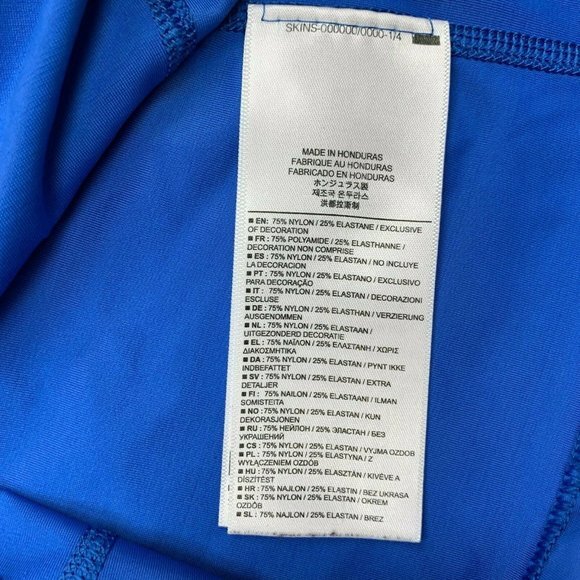 SKINS-000000/0000-1/4
MADE IN HONDURAS
FABRIQUE AU HONDURAS
FABRICADO EN HONDURAS
ホンジュラス製
제조국 온두라스
洪都拉斯制
■ EN: 75% NYLON / 25% ELASTANE / EXCLUSIVE
OF DECORATION
■ FR : 75% POLYAMIDE / 25% ELASTHANNE /
DECORATION NON COMPRISE
■ ES : 75% NYLON / 25% ELASTAN / NO INCLUYE
LA DECORACION
■ PT : 75% NYLON / 25% ELASTANO / EXCLUSIVO
PARA DECORAÇÃO
■ IT : 75% NYLON / 25% ELASTAN / DECORAZIONI
ESCLUSE
■ DE : 75% NYLON / 25% ELASTHAN / VERZIERUNG
AUSGENOMMEN
■ NL : 75% NYLON / 25% ELASTAAN /
UITGEZONDERD DECORATIE
■ EL : 75% ΝΑΪΛΟΝ / 25% ΕΛΑΣΤΑΝΗ / ΧΩΡΙΣ
ΔΙΑΚΟΣΜΗΤΙΚΑ
■ DA : 75% NYLON / 25% ELASTAN / PYNT IKKE
INDBEFATTET
■ SV : 75% NYLON / 25% ELASTAN / EXTRA
DETALJER
■ FI : 75% NAILON / 25% ELASTAANI / ILMAN
SOMISTEITA
■ NO : 75% NYLON / 25% ELASTAN / KUN
DEKORASJONEN
■ RU : 75% НЕЙЛОН / 25% ЭЛАСТАН / БЕЗ
УКРАШЕНИЙ
■ CS : 75% NYLON / 25% ELASTAN / VYJMA OZDOB
■ PL : 75% NYLON / 25% ELASTYNA / Z
WYŁĄCZENIEM OZDÓB
■ HU : 75% NYLON / 25% ELASZTÁN / KIVÉVE A
DÍSZÍTÉST
■ HR : 75% NAJLON / 25% ELASTIN / BEZ UKRASA
■ SK : 75% NYLON / 25% ELASTAN / OKREM
OZDÔB
■ SL : 75% NAJLON / 25% ELASTAN / BREZ